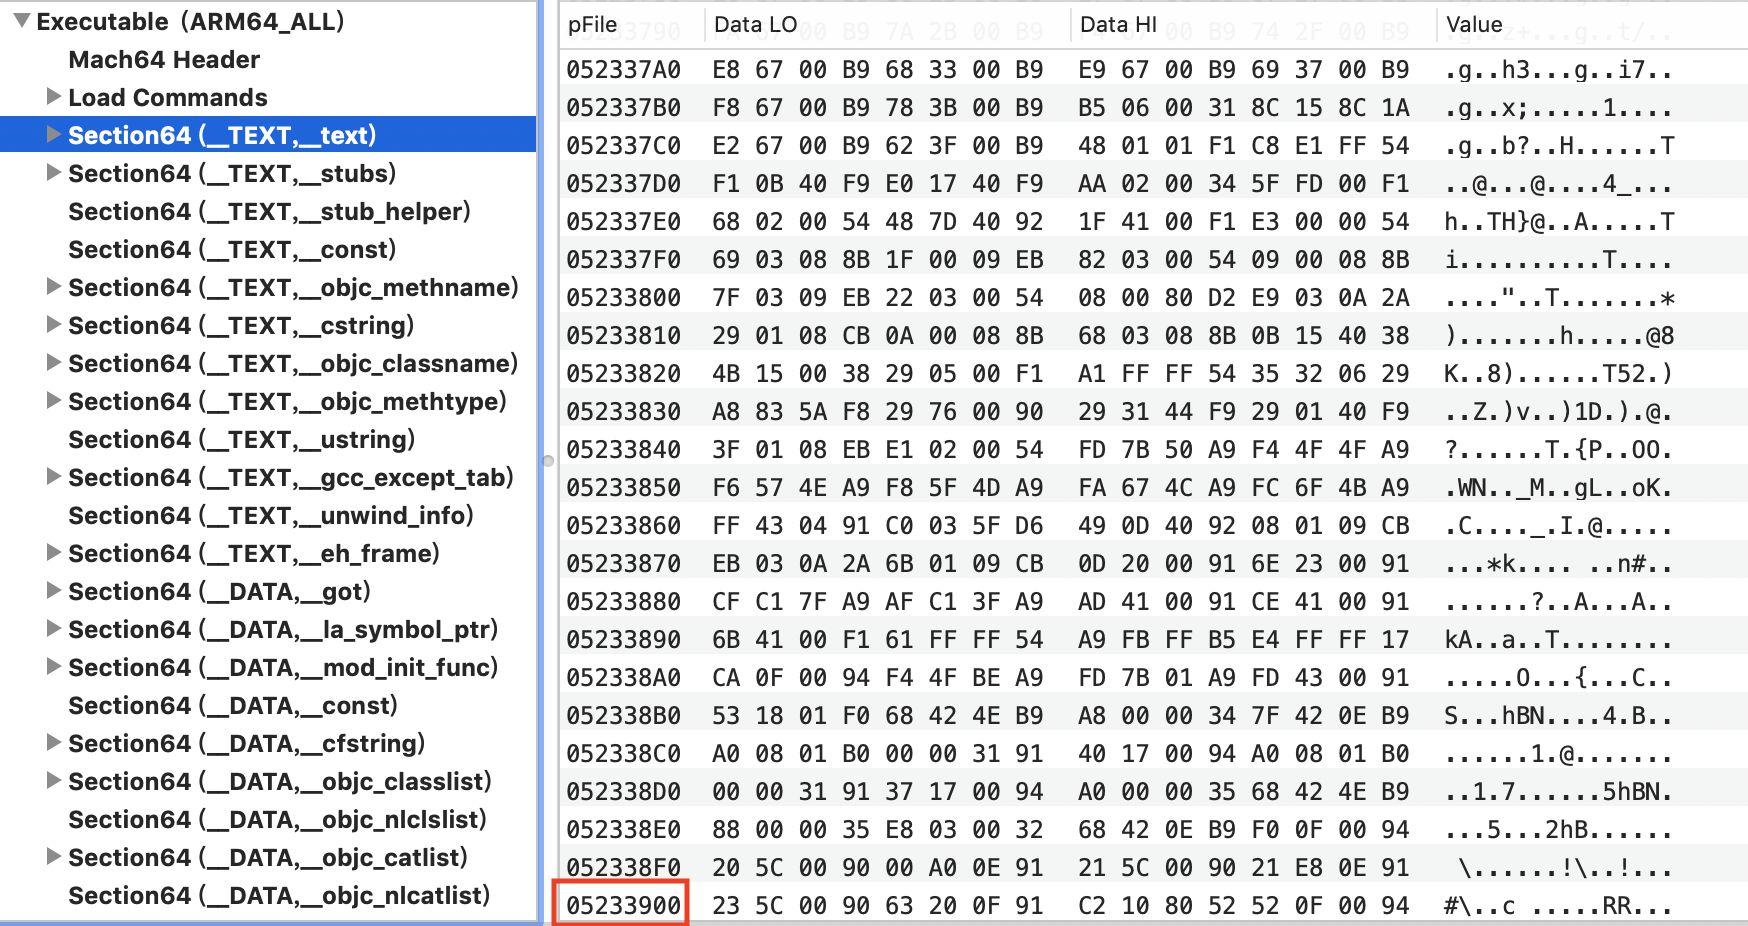 Executable (ARM64_ALL)
Mach64 Header
Load Commands
Section64 (__TEXT,__text)
Section64 (__TEXT,__stubs)
Section64 (__TEXT,__stub_helper)
Section64 (__TEXT,__const)
Section64 (__TEXT,__objc_methname)
Section64 (__TEXT,__cstring)
Section64 (__TEXT,__objc_classname)
Section64 (__TEXT,__objc_methtype)
Section64 (__TEXT,__ustring)
Section64 (__TEXT,__gcc_except_tab)
Section64 (__TEXT,__unwind_info)
Section64 (__TEXT,__eh_frame)
Section64 (__DATA,__got)
Section64 (__DATA,__la_symbol_ptr)
Section64 (__DATA,__mod_init_func)
Section64 (__DATA,__const)
Section64 (__DATA,__cfstring)
Section64 (__DATA,__objc_classlist)
Section64 (__DATA,__objc_nlclslist)
Section64 (__DATA,__objc_catlist)
Section64 (__DATA,__objc_nlcatlist)
pFile Data LO Data HI Value
052337A0 E8 67 00 B9 68 33 00 B9 E9 67 00 B9 69 37 00 B9 .g..h3...g..i7..
052337B0 F8 67 00 B9 78 3B 00 B9 B5 06 00 31 8C 15 8C 1A .g..x;.....1....
052337C0 E2 67 00 B9 62 3F 00 B9 48 01 01 F1 C8 E1 FF 54 .g..b?..H......T
052337D0 F1 0B 40 F9 E0 17 40 F9 AA 02 00 34 5F FD 00 F1 ..@...@....4_...
052337E0 68 02 00 54 48 7D 40 92 1F 41 00 F1 E3 00 00 54 h..TH}@..A.....T
052337F0 69 03 08 8B 1F 00 09 EB 82 03 00 54 09 00 08 8B i..........T....
05233800 7F 03 09 EB 22 03 00 54 08 00 80 D2 E9 03 0A 2A ...."..T.......*
05233810 29 01 08 CB 0A 00 08 8B 68 03 08 8B 0B 15 40 38 ).......h.....@8
05233820 4B 15 00 38 29 05 00 F1 A1 FF FF 54 35 32 06 29 K..8)......T52.)
05233830 A8 83 5A F8 29 76 00 90 29 31 44 F9 29 01 40 F9 ..Z.)v..)1D.).@.
05233840 3F 01 08 EB E1 02 00 54 FD 7B 50 A9 F4 4F 4F A9 ?......T.{P..OO.
05233850 F6 57 4E A9 F8 5F 4D A9 FA 67 4C A9 FC 6F 4B A9 .WN.._M..gL..oK.
05233860 FF 43 04 91 C0 03 5F D6 49 0D 40 92 08 01 09 CB .C...._.I.@.....
05233870 EB 03 0A 2A 6B 01 09 CB 0D 20 00 91 6E 23 00 91 ...*k.... ..n#..
05233880 CF C1 7F A9 AF C1 3F A9 AD 41 00 91 CE 41 00 91 ......?..A...A..
05233890 6B 41 00 F1 61 FF FF 54 A9 FB FF B5 E4 FF FF 17 kA..a..T........
052338A0 CA 0F 00 94 F4 4F BE A9 FD 7B 01 A9 FD 43 00 91 .....O...{...C..
052338B0 53 18 01 F0 68 42 4E B9 A8 00 00 34 7F 42 0E B9 S...hBN....4.B..
052338C0 A0 08 01 B0 00 00 31 91 40 17 00 94 A0 08 01 B0 ......1.@.......
052338D0 00 00 31 91 37 17 00 94 A0 00 00 35 68 42 4E B9 ..1.7......5hBN.
052338E0 88 00 00 35 E8 03 00 32 68 42 0E B9 F0 0F 00 94 ...5...2hB......
052338F0 20 5C 00 90 00 A0 0E 91 21 5C 00 90 21 E8 0E 91 \......!\..!...
05233900 23 5C 00 90 63 20 0F 91 C2 10 80 52 52 0F 00 94 #\..c .....RR...